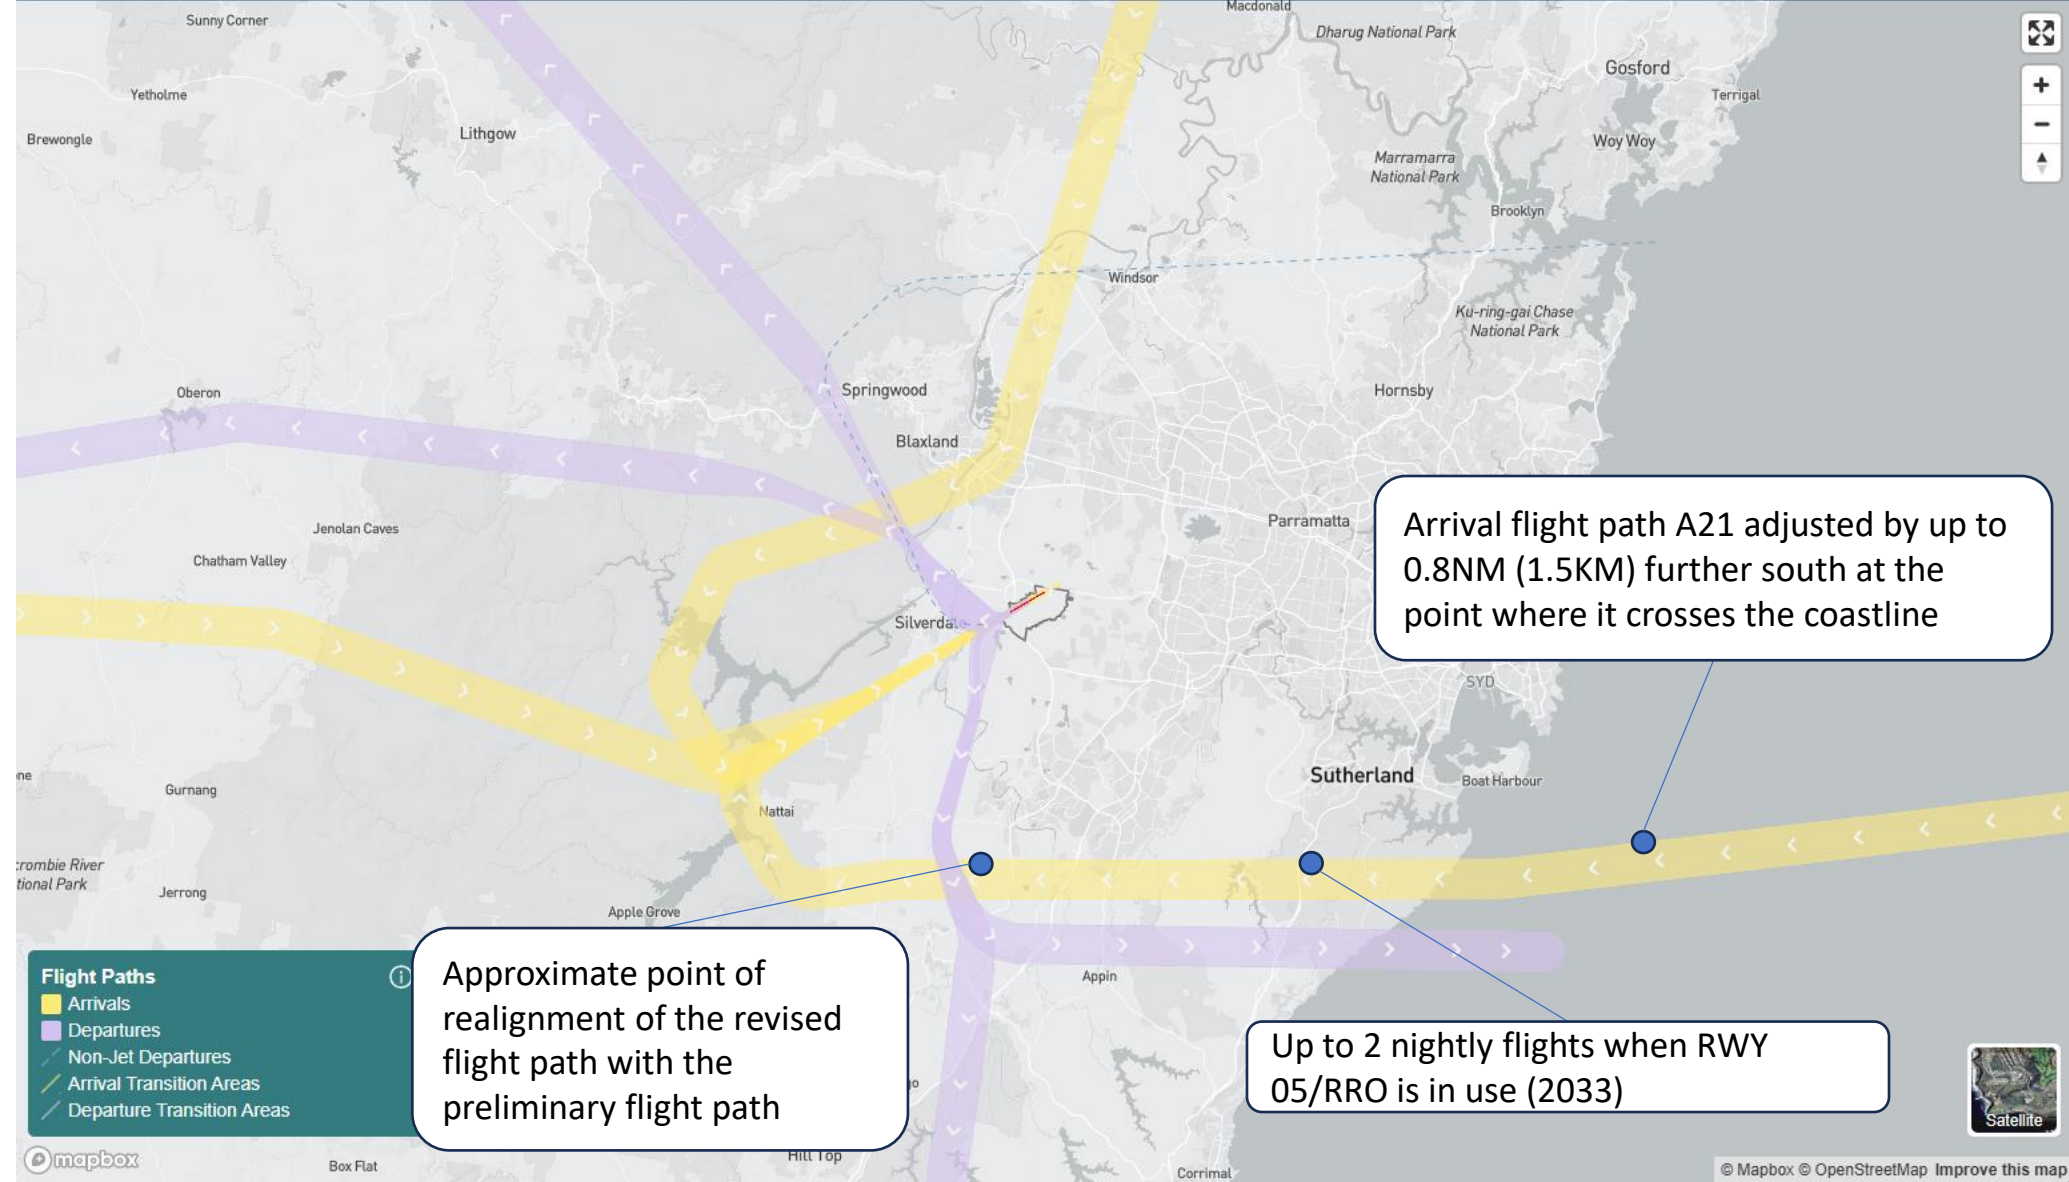 Macdonald
Sunny Corner
Dharug National Park
Gosford
Yetholme
Terrigal
Lithgow
Brewongle
Woy Woy
Marramarra
National Park
Brooklyn
Windsor
Ku-ring-gai Chase
National Park
Oberon
Springwood
Hornsby
Blaxland
Jenolan Caves
Parramatta
Arrival flight path A21 adjusted by up to
0.8NM (1.5KM) further south at the
point where it crosses the coastline
Chatham Valley
SYD
Sutherland
Boat Harbour
Gurnang
Nattai
tional Park
Jerrong
Apple Grove
Appin
Approximate point of
realignment of the revised
flight path with the
preliminary flight path
Up to 2 nightly flights when RWY
05/RRO is in use (2033)
Flight Paths
Arrivals
Departures
Non-Jet Departures
Arrival Transition Areas
Departure Transition Areas
Satellite
mapbox
Box Flat
Hill Top
Corrimal
© Mapbox © OpenStreetMap Improve this map